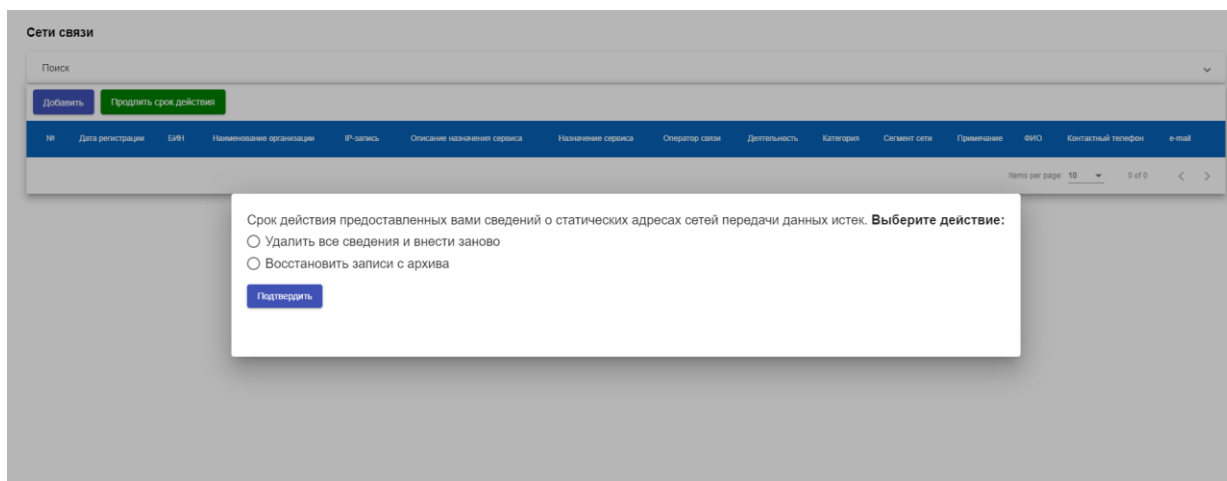 Сети связи
Поиск
Добавить Продлить срок действия
№ Дата регистрации БИН Наименование организации IP-запись Описание назначения сервиса Назначение сервиса Оператор связи Деятельность Категория Сегмент сети Примечание ФИО Контактный телефон e-mail
Items per page: 10 0 of 0
Срок действия предоставленных вами сведений о статических адресах сетей передачи данных истек. Выберите действие:
Удалить все сведения и внести заново
Восстановить записи с архива
Подтвердить